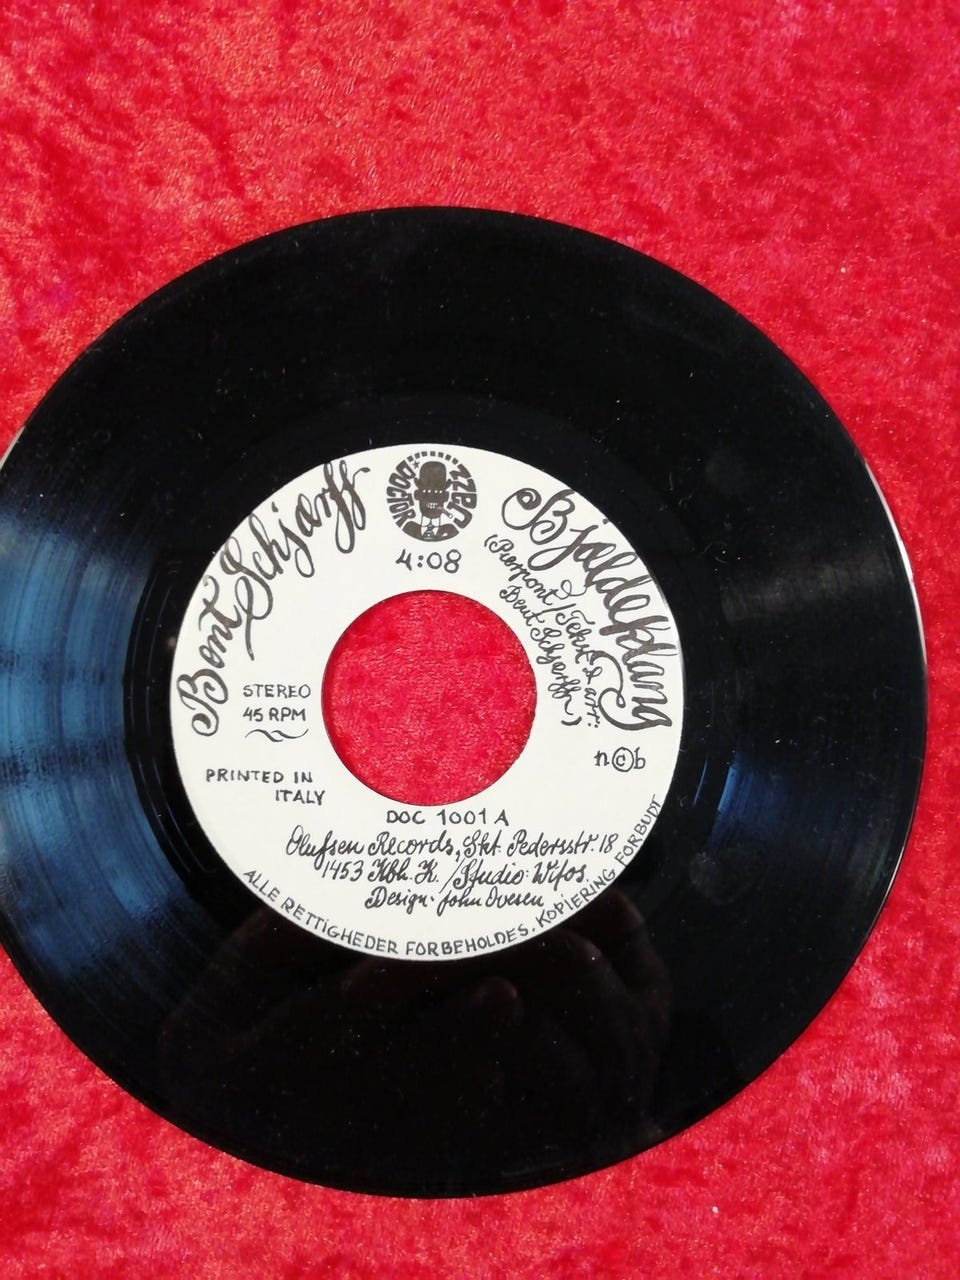 Bent Schjærff
DOCTOR JAZZ
4:08
Bjældeklang
(Pierpont/Tekst & arr:
Bent Schjærff)
STEREO
45 RPM
n©b
PRINTED IN
ITALY
DOC 1001 A
Olufsen Records, Skt. Pedersstr. 18
1453 Kbh. K. / Studio: Wifos.
Design: John Ovesen
ALLE RETTIGHEDER FORBEHOLDES. KOPIERING FORBUDT